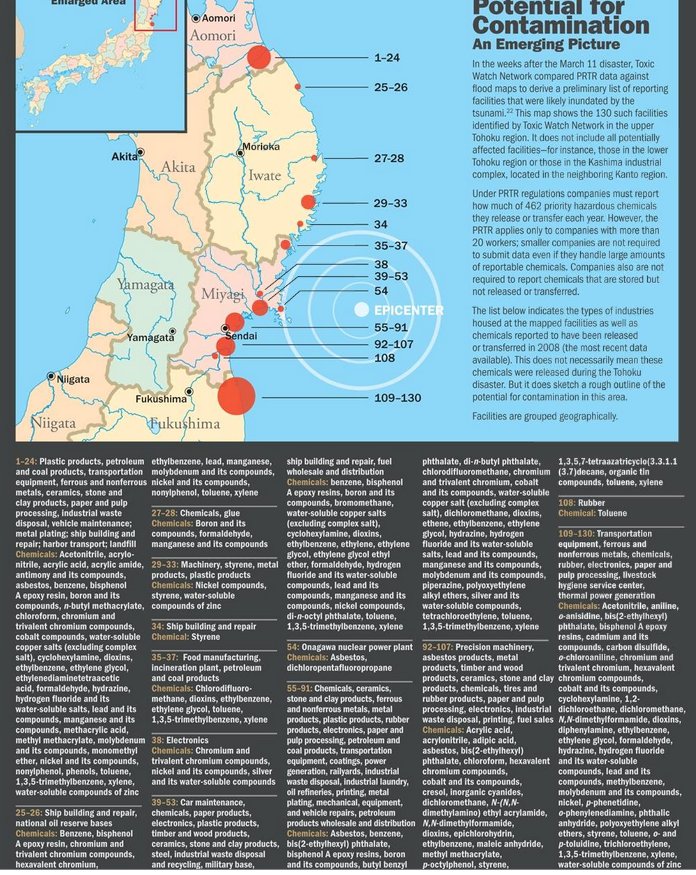 Enlarged Area
Aomori
Aomori
Akita
Akita
Morioka
Iwate
Yamagata
Yamagata
Miyagi
Sendai
Niigata
Niigata
Fukushima
Fukushima
EPICENTER
1–24
25–26
27-28
29–33
34
35–37
38
39–53
54
55–91
92–107
108
109–130
Potential for
Contamination
An Emerging Picture
In the weeks after the March 11 disaster, Toxic
Watch Network compared PRTR data against
flood maps to derive a preliminary list of reporting
facilities that were likely inundated by the
tsunami.22 This map shows the 130 such facilities
identified by Toxic Watch Network in the upper
Tohoku region. It does not include all potentially
affected facilities—for instance, those in the lower
Tohoku region or those in the Kashima industrial
complex, located in the neighboring Kanto region.
Under PRTR regulations companies must report
how much of 462 priority hazardous chemicals
they release or transfer each year. However, the
PRTR applies only to companies with more than
20 workers; smaller companies are not required
to submit data even if they handle large amounts
of reportable chemicals. Companies also are not
required to report chemicals that are stored but
not released or transferred.
The list below indicates the types of industries
housed at the mapped facilities as well as
chemicals reported to have been released
or transferred in 2008 (the most recent data
available). This does not necessarily mean these
chemicals were released during the Tohoku
disaster. But it does sketch a rough outline of the
potential for contamination in this area.
Facilities are grouped geographically.
1–24: Plastic products, petroleum
and coal products, transportation
equipment, ferrous and nonferrous
metals, ceramics, stone and
clay products, paper and pulp
processing, industrial waste
disposal, vehicle maintenance;
metal plating; ship building and
repair; harbor transport; landfill
Chemicals: Acetonitrile, acrylo-
nitrile, acrylic acid, acrylic amide,
antimony and its compounds,
asbestos, benzene, bisphenol
A epoxy resin, boron and its
compounds, n-butyl methacrylate,
chloroform, chromium and
trivalent chromium compounds,
cobalt compounds, water-soluble
copper salts (excluding complex
salt), cyclohexylamine, dioxins,
ethylbenzene, ethylene glycol,
ethylenediaminetetraacetic
acid, formaldehyde, hydrazine,
hydrogen fluoride and its
water-soluble salts, lead and its
compounds, manganese and its
compounds, methacrylic acid,
methyl methacrylate, molybdenum
and its compounds, monomethyl
ether, nickel and its compounds,
nonylphenol, phenols, toluene,
1,3,5-trimethylbenzene, xylene,
water-soluble compounds of zinc
25–26: Ship building and repair,
national oil reserve bases
Chemicals: Benzene, bisphenol
A epoxy resin, chromium and
trivalent chromium compounds,
hexavalent chromium,
ethylbenzene, lead, manganese,
molybdenum and its compounds,
nickel and its compounds,
nonylphenol, toluene, xylene
27–28: Chemicals, glue
Chemicals: Boron and its
compounds, formaldehyde,
manganese and its compounds
29–33: Machinery, styrene, metal
products, plastic products
Chemicals: Nickel compounds,
styrene, water-soluble
compounds of zinc
34: Ship building and repair
Chemical: Styrene
35–37: Food manufacturing,
incineration plant, petroleum
and coal products
Chemicals: Chlorodifluoro-
methane, dioxins, ethylbenzene,
ethylene glycol, toluene,
1,3,5-trimethylbenzene, xylene
38: Electronics
Chemicals: Chromium and
trivalent chromium compounds,
nickel and its compounds, silver
and its water-soluble compounds
39–53: Car maintenance,
chemicals, paper products,
electronics, plastic products,
timber and wood products,
ceramics, stone and clay products,
steel, industrial waste disposal
and recycling, military base,
ship building and repair, fuel
wholesale and distribution
Chemicals: benzene, bisphenol
A epoxy resins, boron and its
compounds, bromomethane,
water-soluble copper salts
(excluding complex salt),
cyclohexylamine, dioxins,
ethylbenzene, ethylene, ethylene
glycol, ethylene glycol ethyl
ether, formaldehyde, hydrogen
fluoride and its water-soluble
compounds, lead and its
compounds, manganese and its
compounds, nickel compounds,
di-n-octyl phthalate, toluene,
1,3,5-trimethylbenzene, xylene
54: Onagawa nuclear power plant
Chemicals: Asbestos,
dichloropentafluoropropane
55–91: Chemicals, ceramics,
stone and clay products, ferrous
and nonferrous metals, metal
products, plastic products, rubber
products, electronics, paper and
pulp processing, petroleum and
coal products, transportation
equipment, coatings, power
generation, railyards, industrial
waste disposal, industrial laundry,
oil refineries, printing, metal
plating, mechanical, equipment,
and vehicle repairs, petroleum
products wholesale and distribution
Chemicals: Asbestos, benzene,
bis(2-ethylhexyl) phthalate,
bisphenol A epoxy resins, boron
and its compounds, butyl benzyl
phthalate, di-n-butyl phthalate,
chlorodifluoromethane, chromium
and trivalent chromium, cobalt
and its compounds, water-soluble
copper salt (excluding complex
salt), dichloromethane, dioxins,
ethene, ethylbenzene, ethylene
glycol, hydrazine, hydrogen
fluoride and its water-soluble
salts, lead and its compounds,
manganese and its compounds,
molybdenum and its compounds,
piperazine, polyoxyethylene
alkyl ethers, silver and its
water-soluble compounds,
tetrachloroethylene, toluene,
1,3,5-trimethylbenzene, xylene
92–107: Precision machinery,
asbestos products, metal
products, timber and wood
products, ceramics, stone and clay
products, chemicals, tires and
rubber products, paper and pulp
processing, electronics, industrial
waste disposal, printing, fuel sales
Chemicals: Acrylic acid,
acrylonitrile, adipic acid,
asbestos, bis(2-ethylhexyl)
phthalate, chloroform, hexavalent
chromium compounds,
cobalt and its compounds,
cresol, inorganic cyanides,
dichloromethane, N-(N,N-
dimethylamino) ethyl acrylamide,
N,N-dimethylformamide,
dioxins, epichlorohydrin,
ethylbenzene, maleic anhydride,
methyl methacrylate,
p-octylphenol, styrene,
1,3,5,7-tetraazatricyclo(3.3.1.1
(3.7)decane, organic tin
compounds, toluene, xylene
108: Rubber
Chemical: Toluene
109–130: Transportation
equipment, ferrous and
nonferrous metals, chemicals,
rubber, electronics, paper and
pulp processing, livestock
hygiene service center,
thermal power generation
Chemicals: Acetonitrile, aniline,
o-anisidine, bis(2-ethylhexyl)
phthalate, bisphenol A epoxy
resins, cadmium and its
compounds, carbon disulfide,
o-chloroaniline, chromium and
trivalent chromium, hexavalent
chromium compounds,
cobalt and its compounds,
cyclohexylamine, 1,2-
dichloroethane, dichloromethane,
N,N-dimethylformamide, dioxins,
diphenylamine, ethylbenzene,
ethylene glycol, formaldehyde,
hydrazine, hydrogen fluoride
and its water-soluble
compounds, lead and its
compounds, methylbenzene,
molybdenum and its compounds,
nickel, p-phenetidine,
o-phenylenediamine, phthalic
anhydride, polyoxyethylene alkyl
ethers, styrene, toluene, o- and
p-toluidine, trichloroethylene,
1,3,5-trimethylbenzene, xylene,
water-soluble compounds of zinc